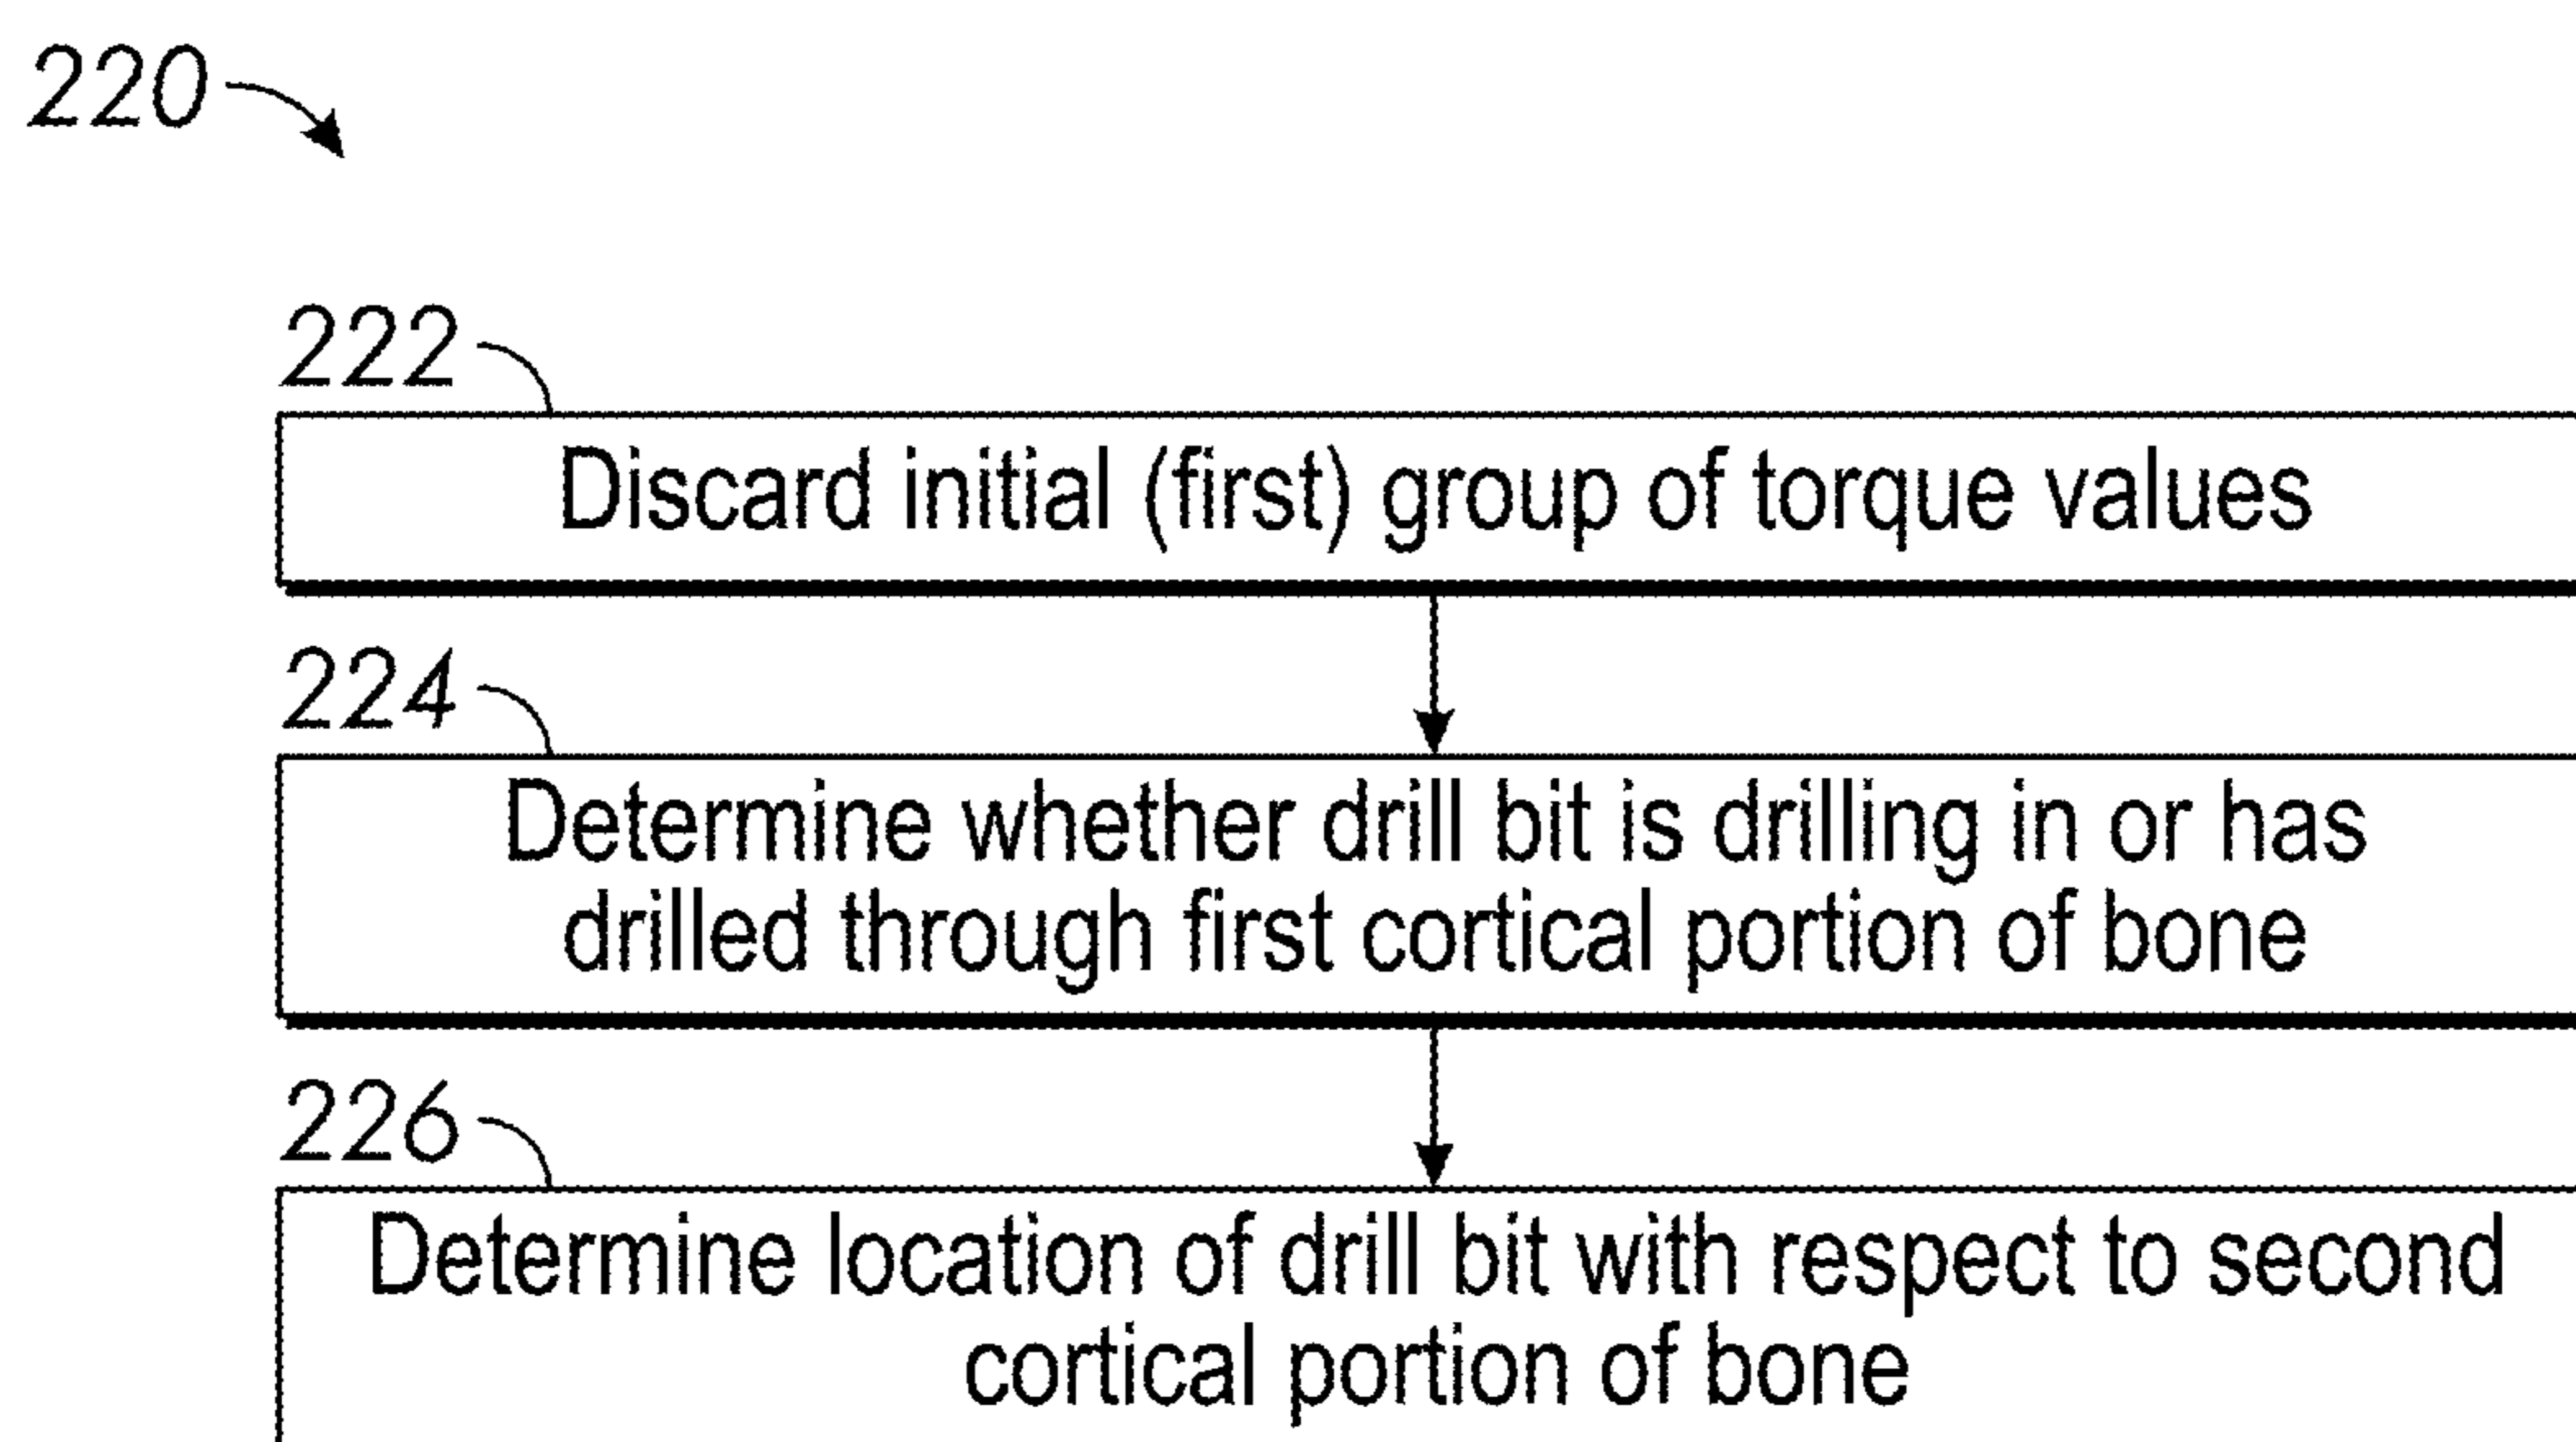 220
222
Discard initial (first) group of torque values
224
Determine whether drill bit is drilling in or has
drilled through first cortical portion of bone
226
Determine location of drill bit with respect to second
cortical portion of bone